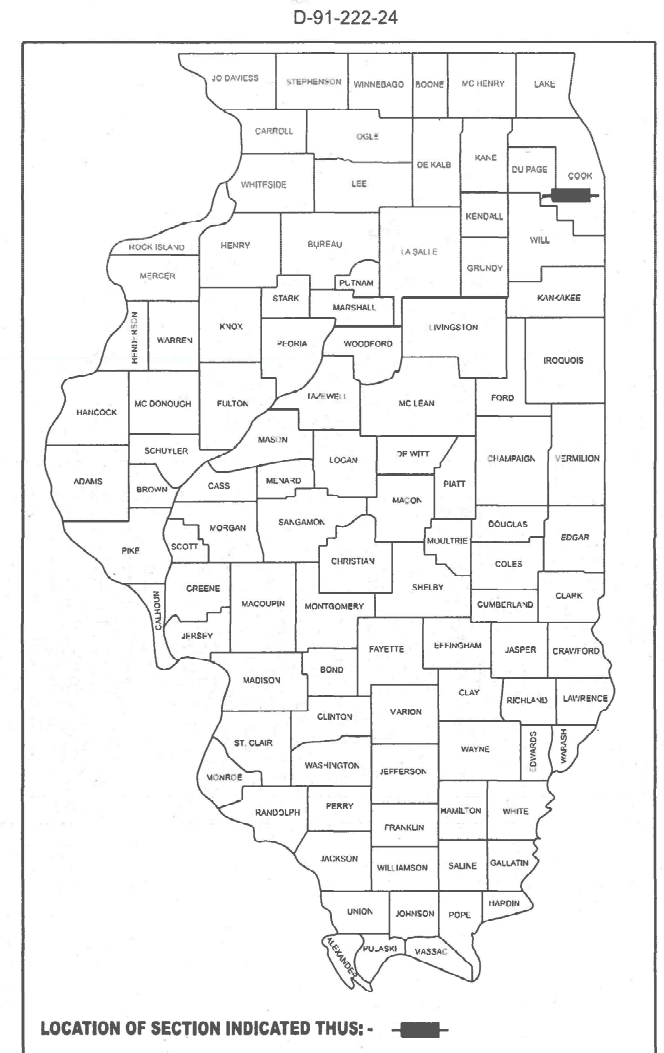 D-91-222-24
JO DAVIESS STEPHENSON WINNEBAGO BOONE MC HENRY LAKE
CARROLL OGLE
DE KALB KANE DU PAGE COOK
WHITESIDE LEE
KENDALL
ROCK ISLAND HENRY BUREAU LA SALLE WILL
MERCER GRUNDY
PUTNAM
STARK MARSHALL KANKAKEE
HENDERSON WARREN KNOX PEORIA WOODFORD LIVINGSTON
IROQUOIS
HANCOCK MC DONOUGH FULTON TAZEWELL MC LEAN FORD
SCHUYLER MASON
LOGAN DE WITT CHAMPAIGN VERMILION
ADAMS BROWN CASS MENARD PIATT
MACON
MORGAN SANGAMON DOUGLAS
PIKE SCOTT MOULTRIE EDGAR
CHRISTIAN COLES
CALHOUN GREENE SHELBY CLARK
MACOUPIN MONTGOMERY CUMBERLAND
JERSEY FAYETTE EFFINGHAM JASPER CRAWFORD
MADISON BOND
CLAY RICHLAND LAWRENCE
CLINTON MARION
ST. CLAIR WAYNE EDWARDS WABASH
MONROE WASHINGTON JEFFERSON
RANDOLPH PERRY HAMILTON WHITE
FRANKLIN
JACKSON WILLIAMSON SALINE GALLATIN
UNION JOHNSON POPE HARDIN
ALEXANDER PULASKI MASSAC
LOCATION OF SECTION INDICATED THUS: -